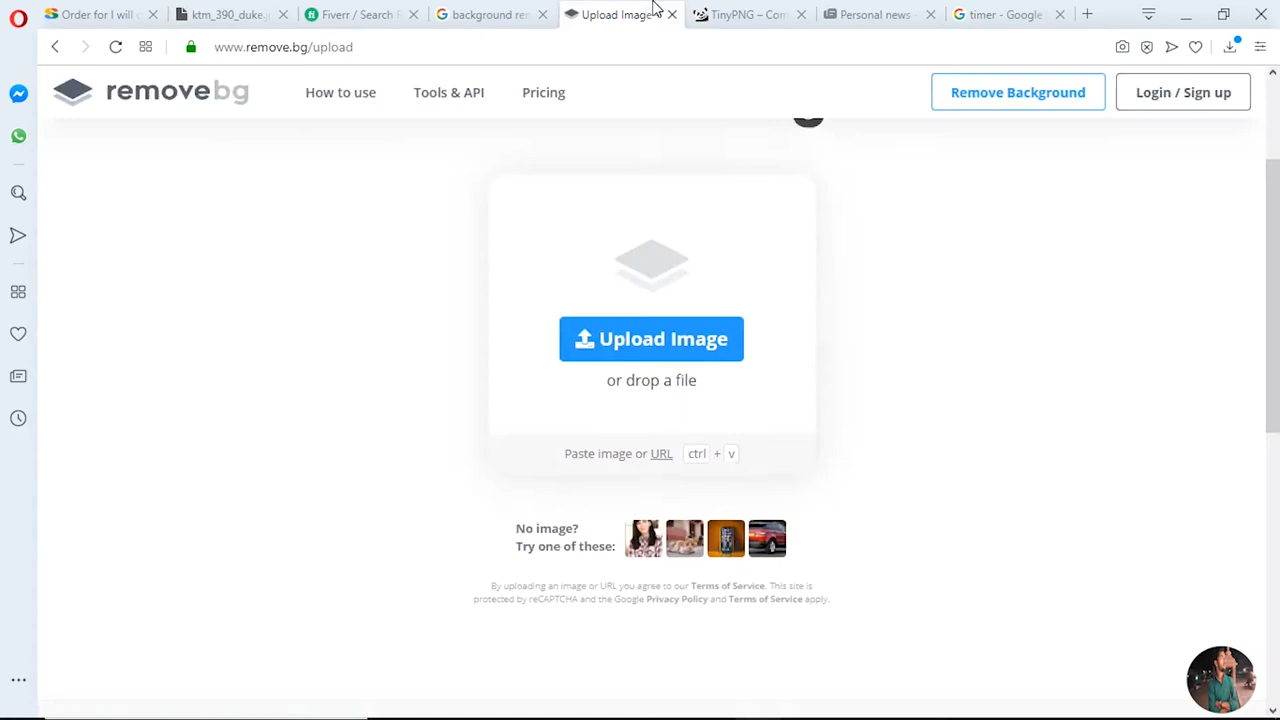 Order for I will c
ktm_390_duke.j
Fiverr / Search F
background rem
Upload Image
TinyPNG – Com
Personal news -
timer - Google
www.remove.bg/upload
removebg
How to use
Tools & API
Pricing
Remove Background
Login / Sign up
Upload Image
or drop a file
Paste image or URL ctrl + v
No image?
Try one of these:
By uploading an image or URL you agree to our Terms of Service. This site is
protected by reCAPTCHA and the Google Privacy Policy and Terms of Service apply.